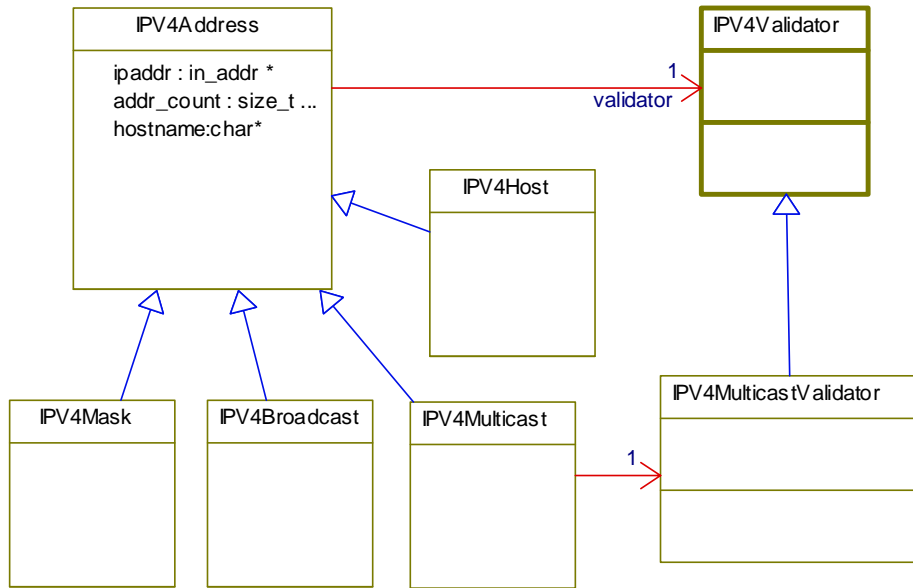 IPV4Address
ipaddr : in_addr *
addr_count : size_t ...
hostname:char*
IPV4Validator
1
validator
IPV4Host
IPV4Mask
IPV4Broadcast
IPV4Multicast
1
IPV4MulticastValidator